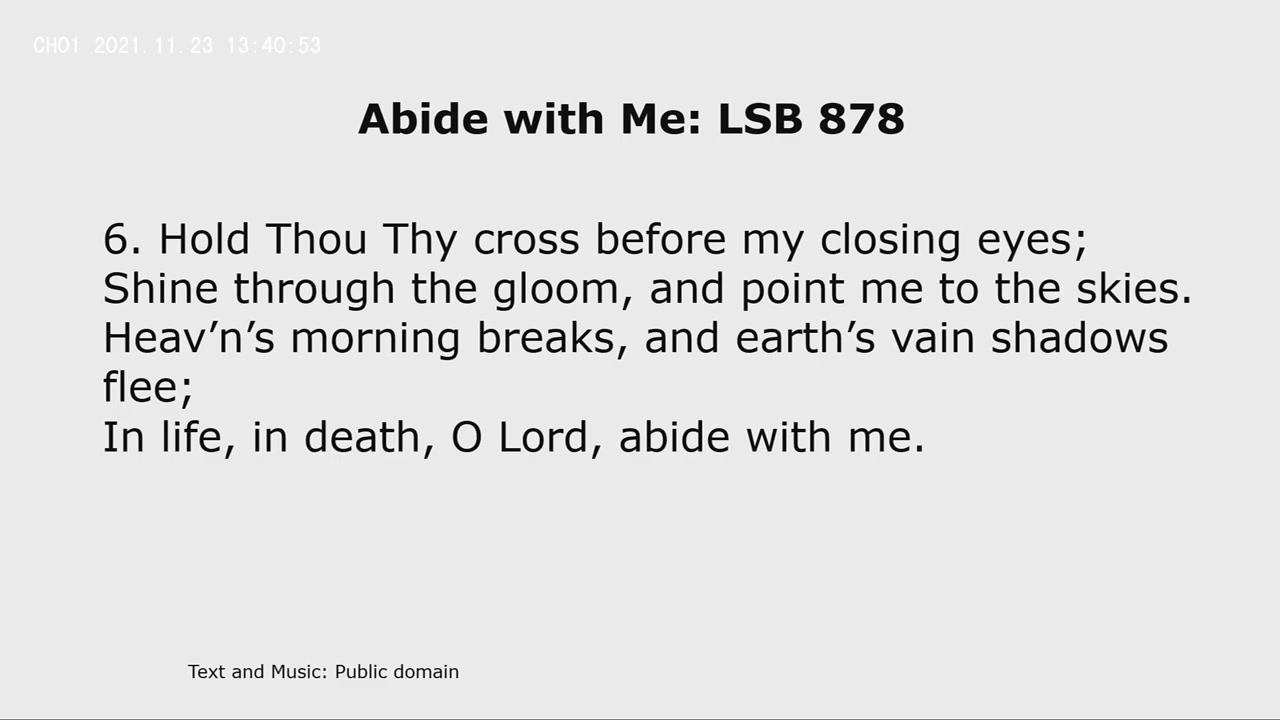 CH01 2021.11.23 13:40:53
Abide with Me: LSB 878
6. Hold Thou Thy cross before my closing eyes;
Shine through the gloom, and point me to the skies.
Heav’n’s morning breaks, and earth’s vain shadows
flee;
In life, in death, O Lord, abide with me.
Text and Music: Public domain